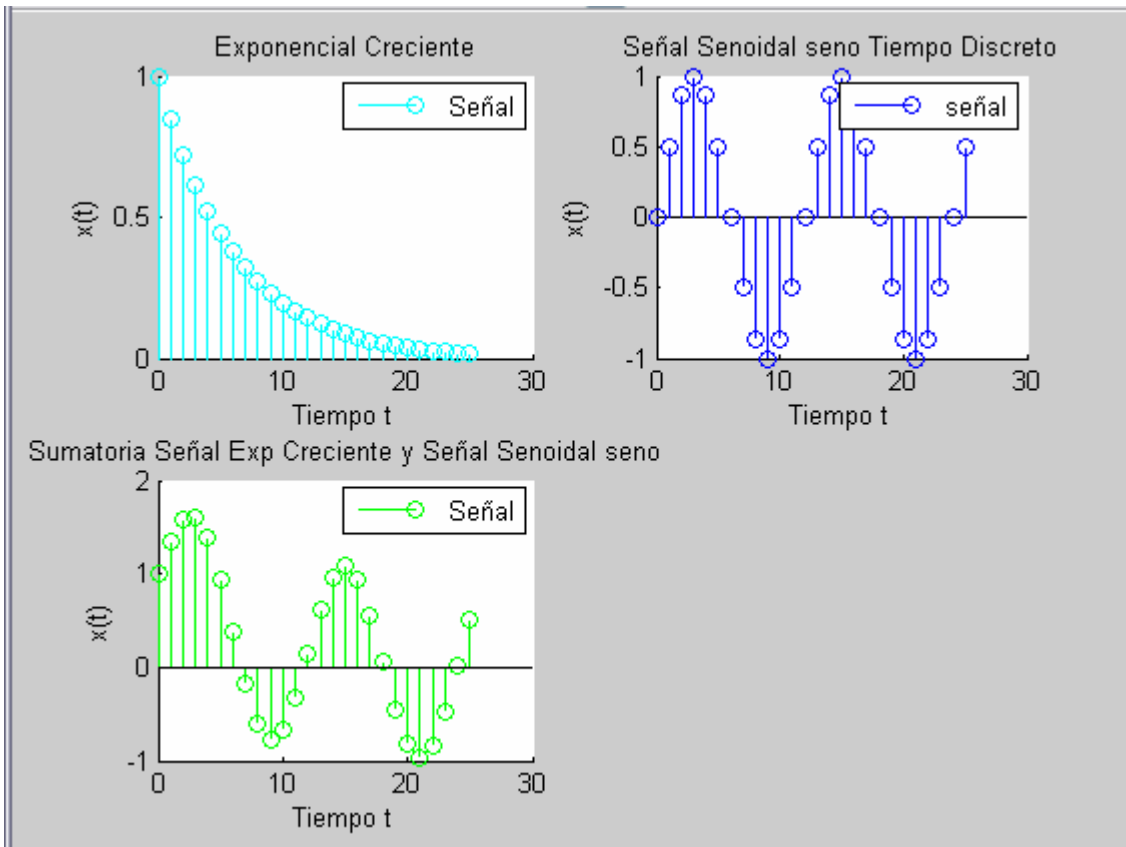 Exponencial Creciente
1
0.5
0
x(t)
Señal
0 10 20 30
Tiempo t
Señal Senoidal seno Tiempo Discreto
1
0.5
0
-0.5
-1
x(t)
señal
0 10 20 30
Tiempo t
Sumatoria Señal Exp Creciente y Señal Senoidal seno
2
1
0
-1
x(t)
Señal
0 10 20 30
Tiempo t